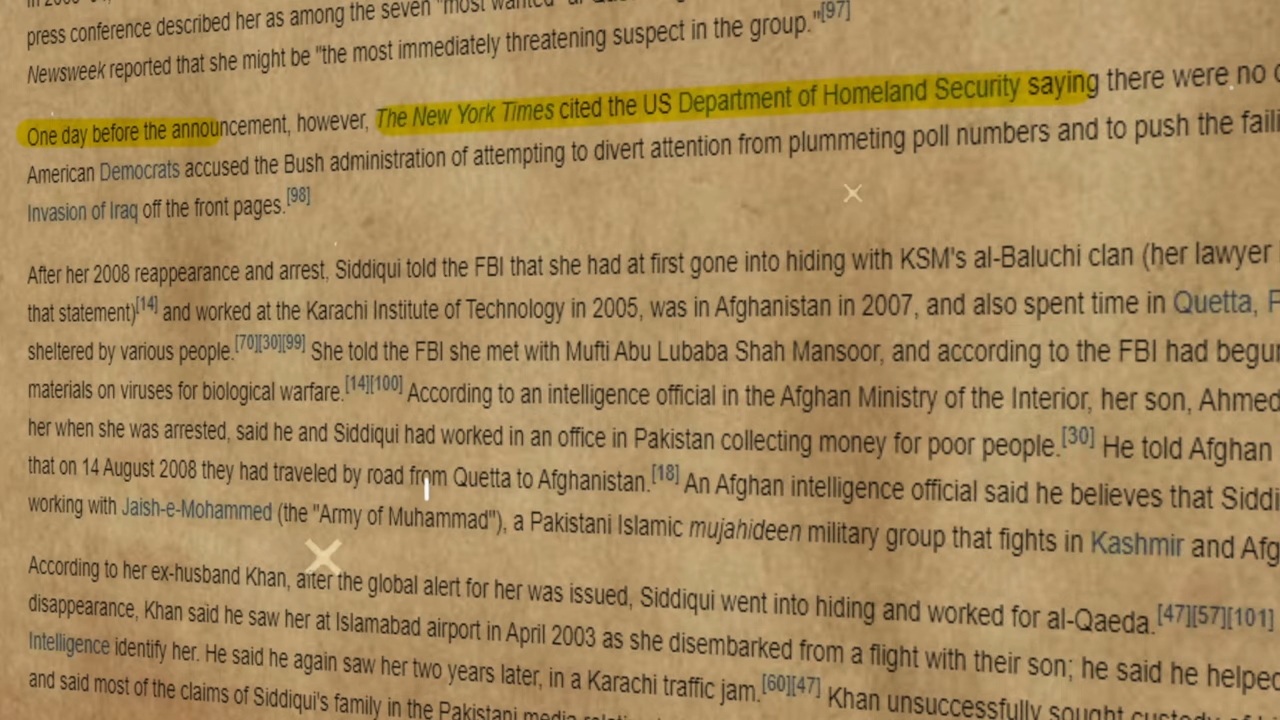 press conference described her as among the seven "most wanted"
Newsweek reported that she might be "the most immediately threatening suspect in the group."[97]
One day before the announcement, however, The New York Times cited the US Department of Homeland Security saying there were no
American Democrats accused the Bush administration of attempting to divert attention from plummeting poll numbers and to push the
Invasion of Iraq off the front pages.[98]
After her 2008 reappearance and arrest, Siddiqui told the FBI that she had at first gone into hiding with KSM's al-Baluchi clan (her lawyer
that statement)[14] and worked at the Karachi Institute of Technology in 2005, was in Afghanistan in 2007, and also spent time in Quetta,
sheltered by various people.[70][30][99] She told the FBI she met with Mufti Abu Lubaba Shah Mansoor, and according to the FBI had
materials on viruses for biological warfare.[14][100] According to an intelligence official in the Afghan Ministry of the Interior, her son, Ahmed
her when she was arrested, said he and Siddiqui had worked in an office in Pakistan collecting money for poor people.[30] He told Afghan
that on 14 August 2008 they had traveled by road from Quetta to Afghanistan.[18] An Afghan intelligence official said he believes that
working with Jaish-e-Mohammed (the "Army of Muhammad"), a Pakistani Islamic mujahideen military group that fights in Kashmir and
According to her ex-husband Khan, after the global alert for her was issued, Siddiqui went into hiding and worked for al-Qaeda.[47][57][101]
disappearance, Khan said he saw her at Islamabad airport in April 2003 as she disembarked from a flight with their son; he said he helped
Intelligence identify her. He said he again saw her two years later, in a Karachi traffic jam.[60][47] Khan unsuccessfully sought custody of
and said most of the claims of Siddiqui's family in the Pakistani media